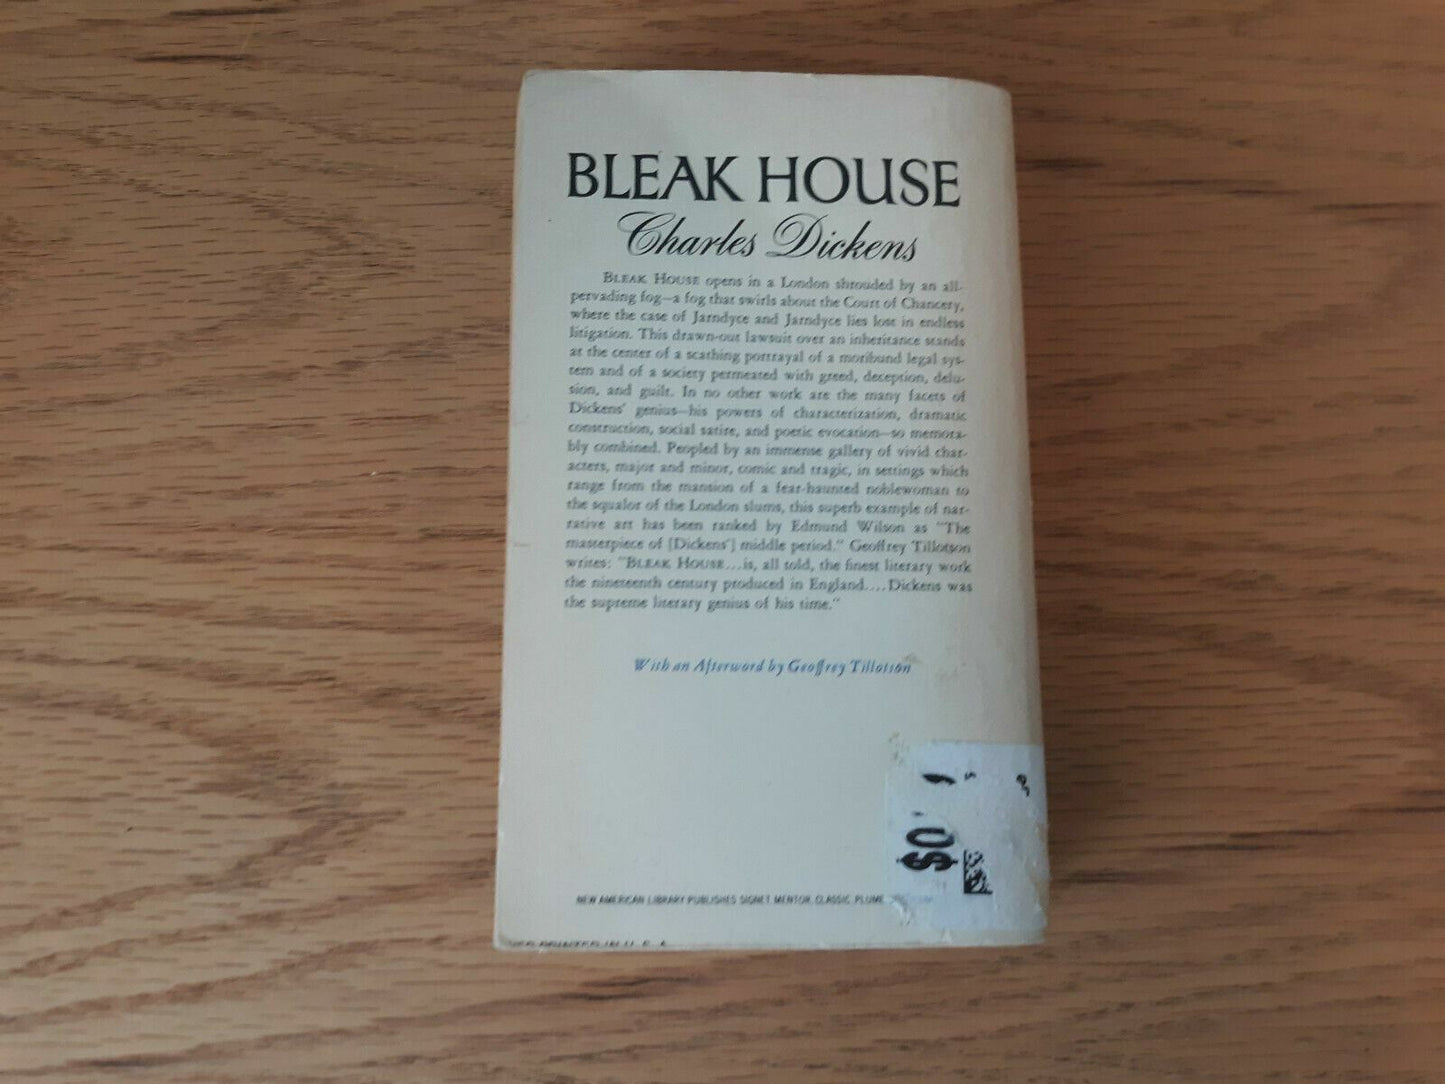 BLEAK HOUSE
Charles Dickens
BLEAK HOUSE opens in a London shrouded by an all-
pervading fog—a fog that swirls about the Court of Chancery,
where the case of Jarndyce and Jarndyce lies lost in endless
litigation. This drawn-out lawsuit over an inheritance stands
at the center of a scathing portrayal of a moribund legal sys-
tem and of a society permeated with greed, deception, delu-
sion, and guilt. In no other work are the many facets of
Dickens' genius—his powers of characterization, dramatic
construction, social satire, and poetic evocation—so memora-
bly combined. Peopled by an immense gallery of vivid char-
acters, major and minor, comic and tragic, in settings which
range from the mansion of a fear-haunted noblewoman to
the squalor of the London slums, this superb example of nar-
rative art has been ranked by Edmund Wilson as "The
masterpiece of [Dickens'] middle period." Geoffrey Tillotson
writes: "BLEAK HOUSE...is, all told, the finest literary work
the nineteenth century produced in England....Dickens was
the supreme literary genius of his time."
With an Afterword by Geoffrey Tillotson
$0
NEW AMERICAN LIBRARY PUBLISHES SIGNET, MENTOR, CLASSIC, PLUME
PRINTED IN U.S.A.